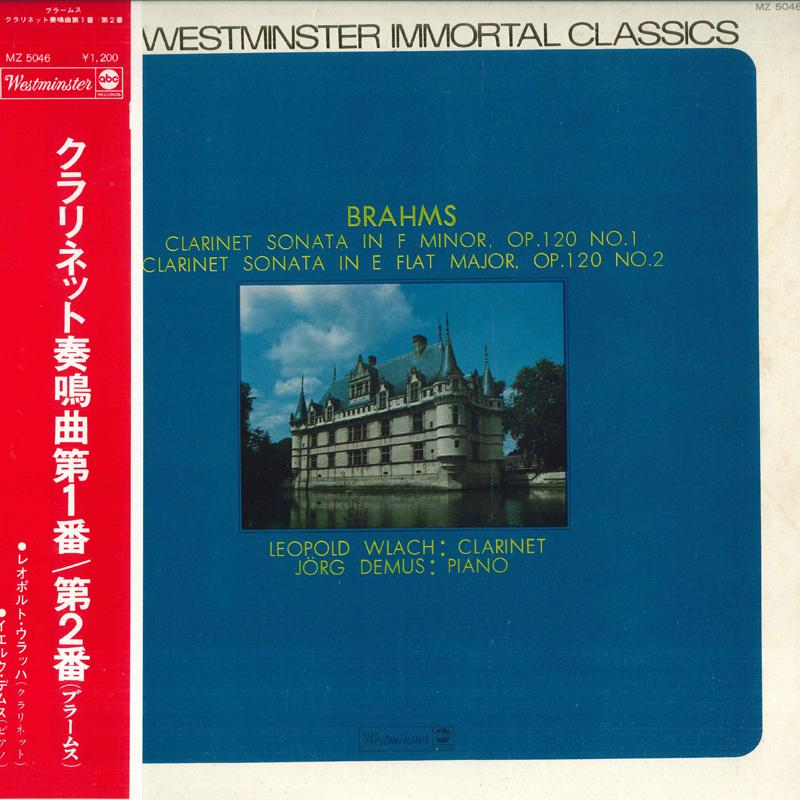 ブラームス
クラリネット奏鳴曲第1番/第2番
MZ 5046 ¥1,200
Westminster abc RECORDS
クラリネット奏鳴曲第1番/第2番(ブラームス)
●レオポルト・ウラッハ(クラリネット)
●イエルク・デムス(ピアノ)
MZ 5046
WESTMINSTER IMMORTAL CLASSICS
BRAHMS
CLARINET SONATA IN F MINOR, OP.120 NO.1
CLARINET SONATA IN E FLAT MAJOR, OP.120 NO.2
LEOPOLD WLACH: CLARINET
JÖRG DEMUS: PIANO
Westminster abc